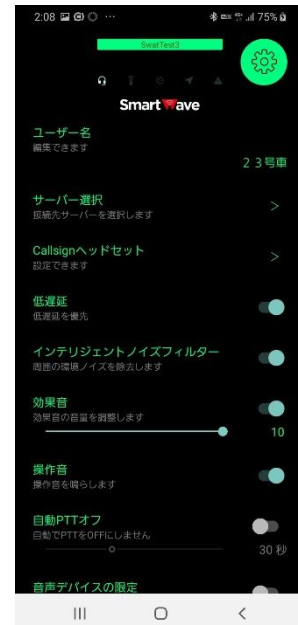 2:08
75%
SwatTest3
SmartWave
ユーザー名
編集できます
２３号車
サーバー選択
接続先サーバーを選択します
>
Callsignヘッドセット
設定できます
>
低遅延
低遅延を優先
インテリジェントノイズフィルター
周囲の環境ノイズを除去します
効果音
効果音の音量を調整します
10
操作音
操作音を鳴らします
自動PTTオフ
自動でPTTをOFFにしません
30 秒
音声デバイスの限定